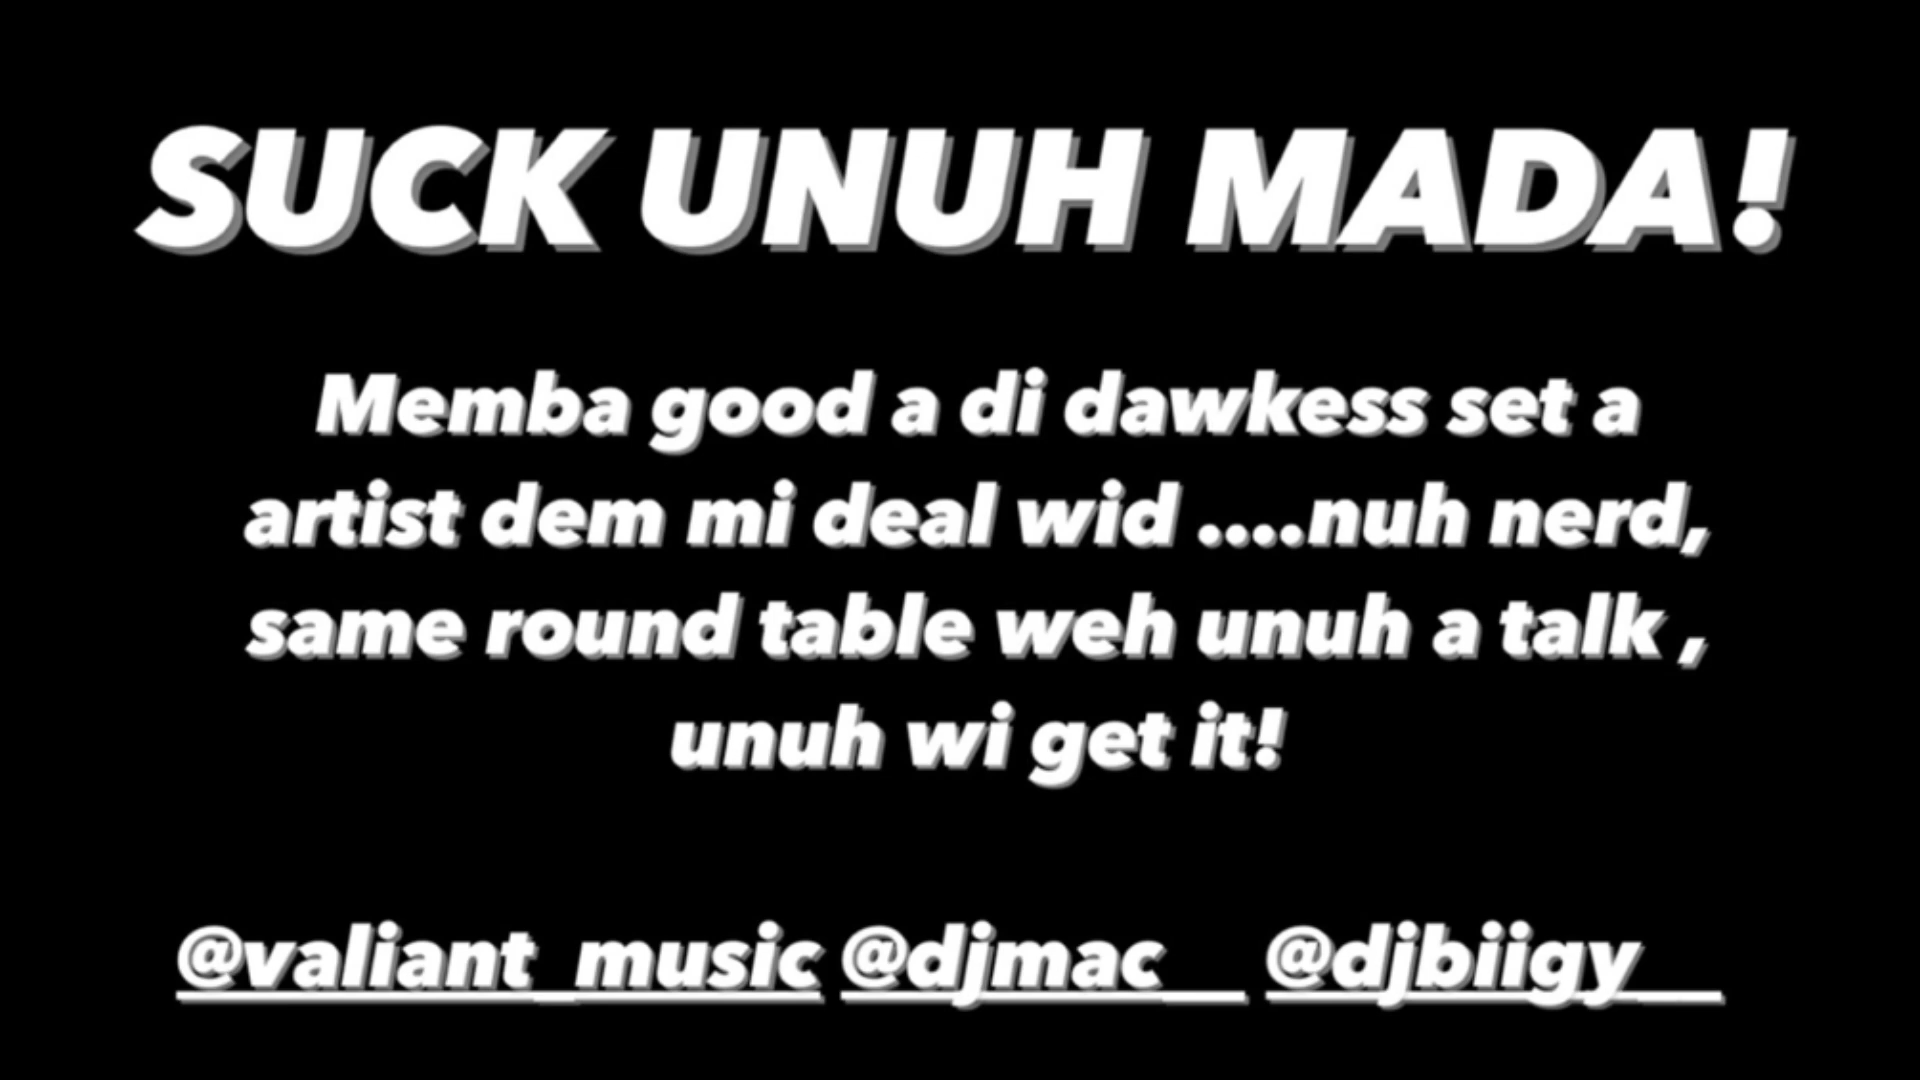 SUCK UNUH MADA!
Memba good a di dawkess set a
artist dem mi deal wid ....nuh nerd,
same round table weh unuh a talk ,
unuh wi get it!
@valiant_music @djmac__ @djbiigy__